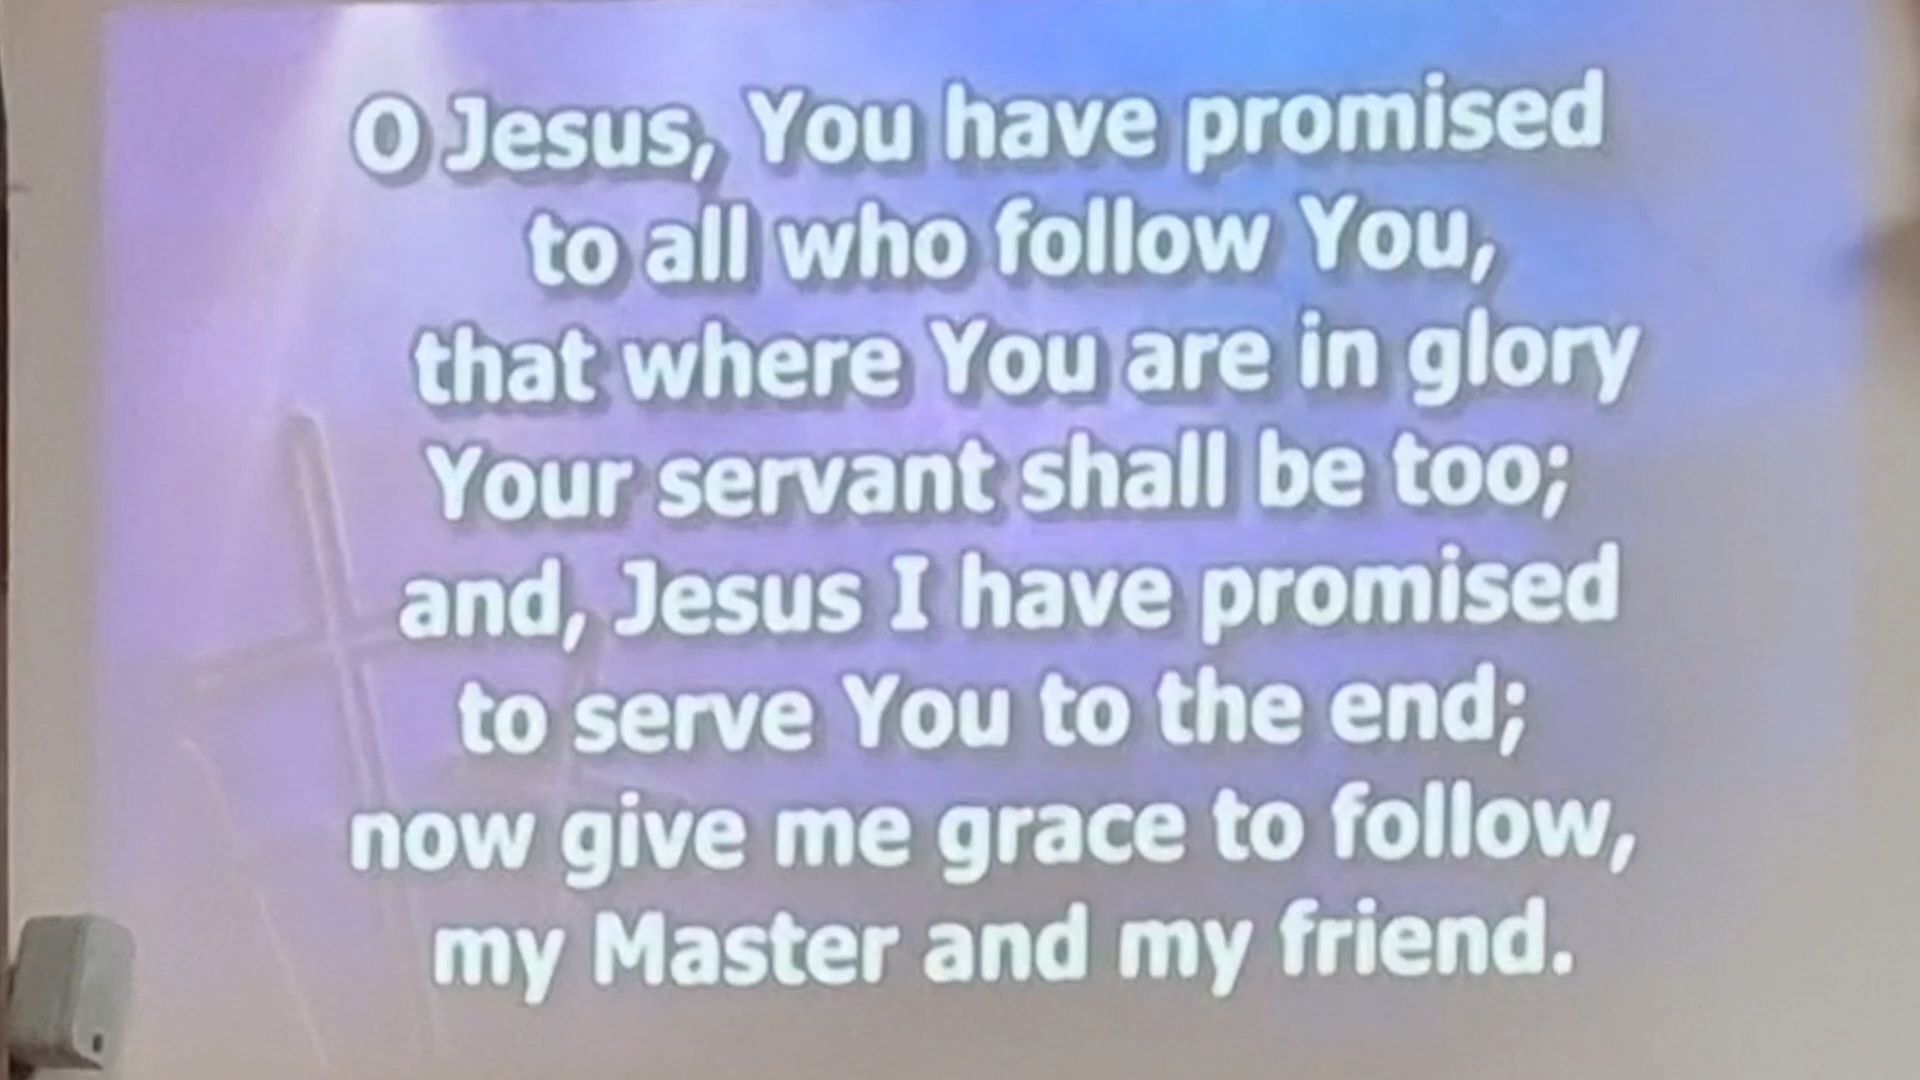 O Jesus, You have promised
to all who follow You,
that where You are in glory
Your servant shall be too;
and, Jesus I have promised
to serve You to the end;
now give me grace to follow,
my Master and my friend.